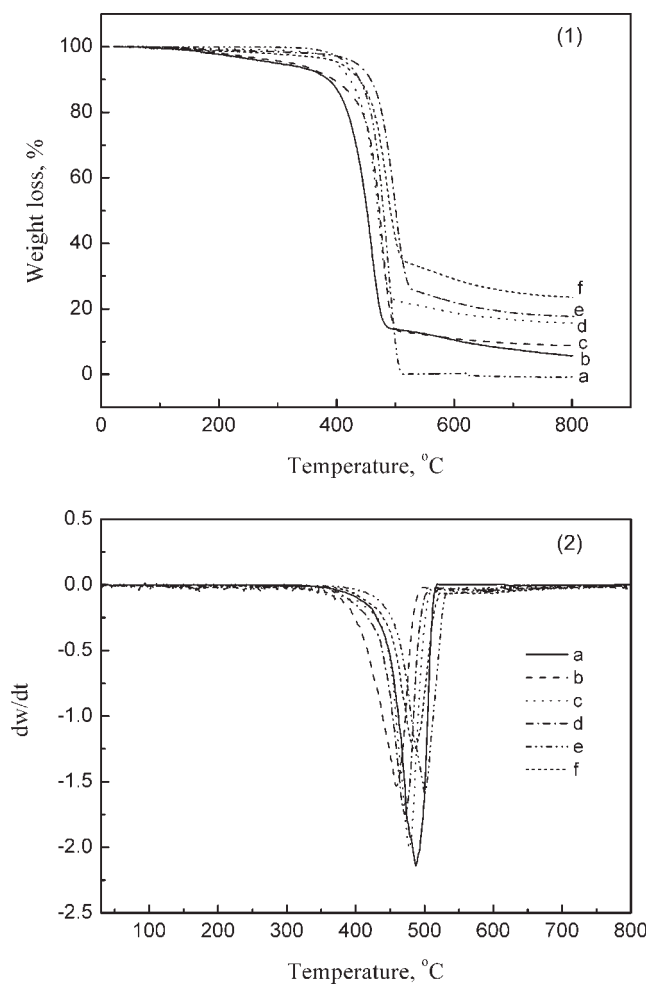 (1)
100
80
60
40
20
0
Weight loss, %
f
e
d
c
b
a
0 200 400 600 800
Temperature, °C
(2)
0.5
0.0
-0.5
-1.0
-1.5
-2.0
-2.5
dw/dt
a
b
c
d
e
f
100 200 300 400 500 600 700 800
Temperature, °C